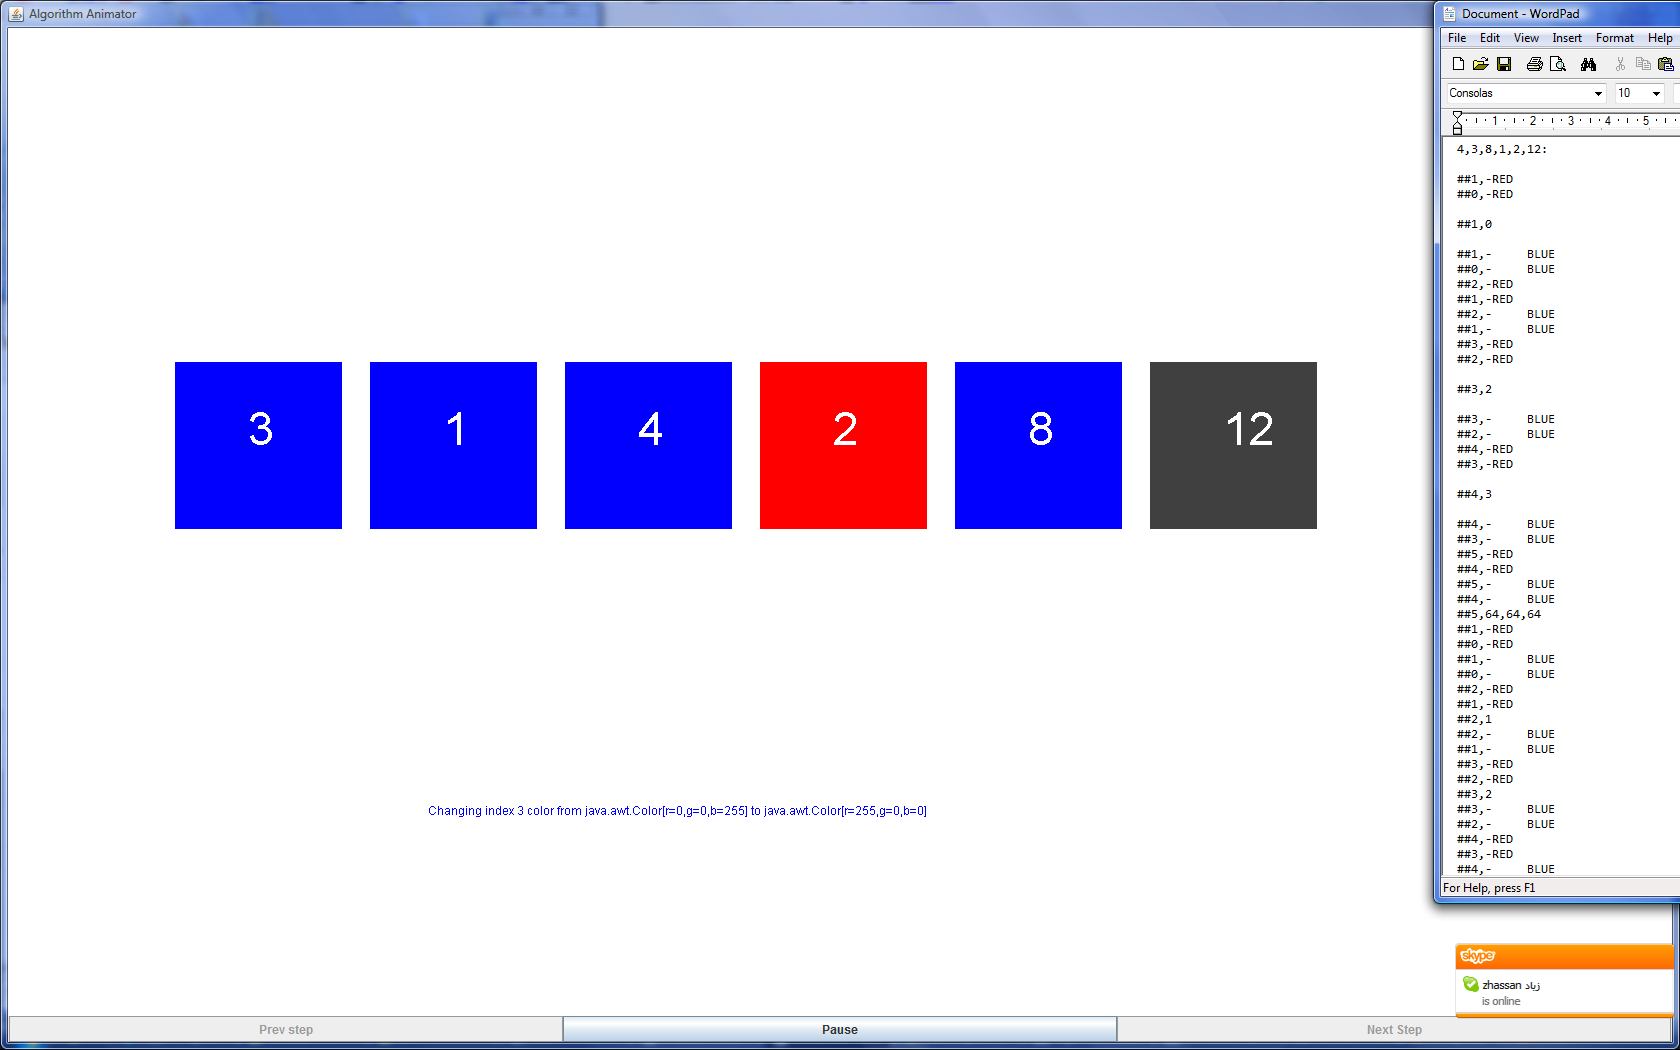 Algorithm Animator
3 1 4 2 8 12
Changing index 3 color from java.awt.Color[r=0,g=0,b=255] to java.awt.Color[r=255,g=0,b=0]
Prev step
Pause
Next Step
Document - WordPad
File Edit View Insert Format Help
Consolas 10
1 2 3 4 5
4,3,8,1,2,12:
##1,-RED
##0,-RED
##1,0
##1,- BLUE
##0,- BLUE
##2,-RED
##1,-RED
##2,- BLUE
##1,- BLUE
##3,-RED
##2,-RED
##3,2
##3,- BLUE
##2,- BLUE
##4,-RED
##3,-RED
##4,3
##4,- BLUE
##3,- BLUE
##5,-RED
##4,-RED
##5,- BLUE
##4,- BLUE
##5,64,64,64
##1,-RED
##0,-RED
##1,- BLUE
##0,- BLUE
##2,-RED
##1,-RED
##2,1
##2,- BLUE
##1,- BLUE
##3,-RED
##2,-RED
##3,2
##3,- BLUE
##2,- BLUE
##4,-RED
##3,-RED
##4,- BLUE
For Help, press F1
skype
zhassan زياد
is online